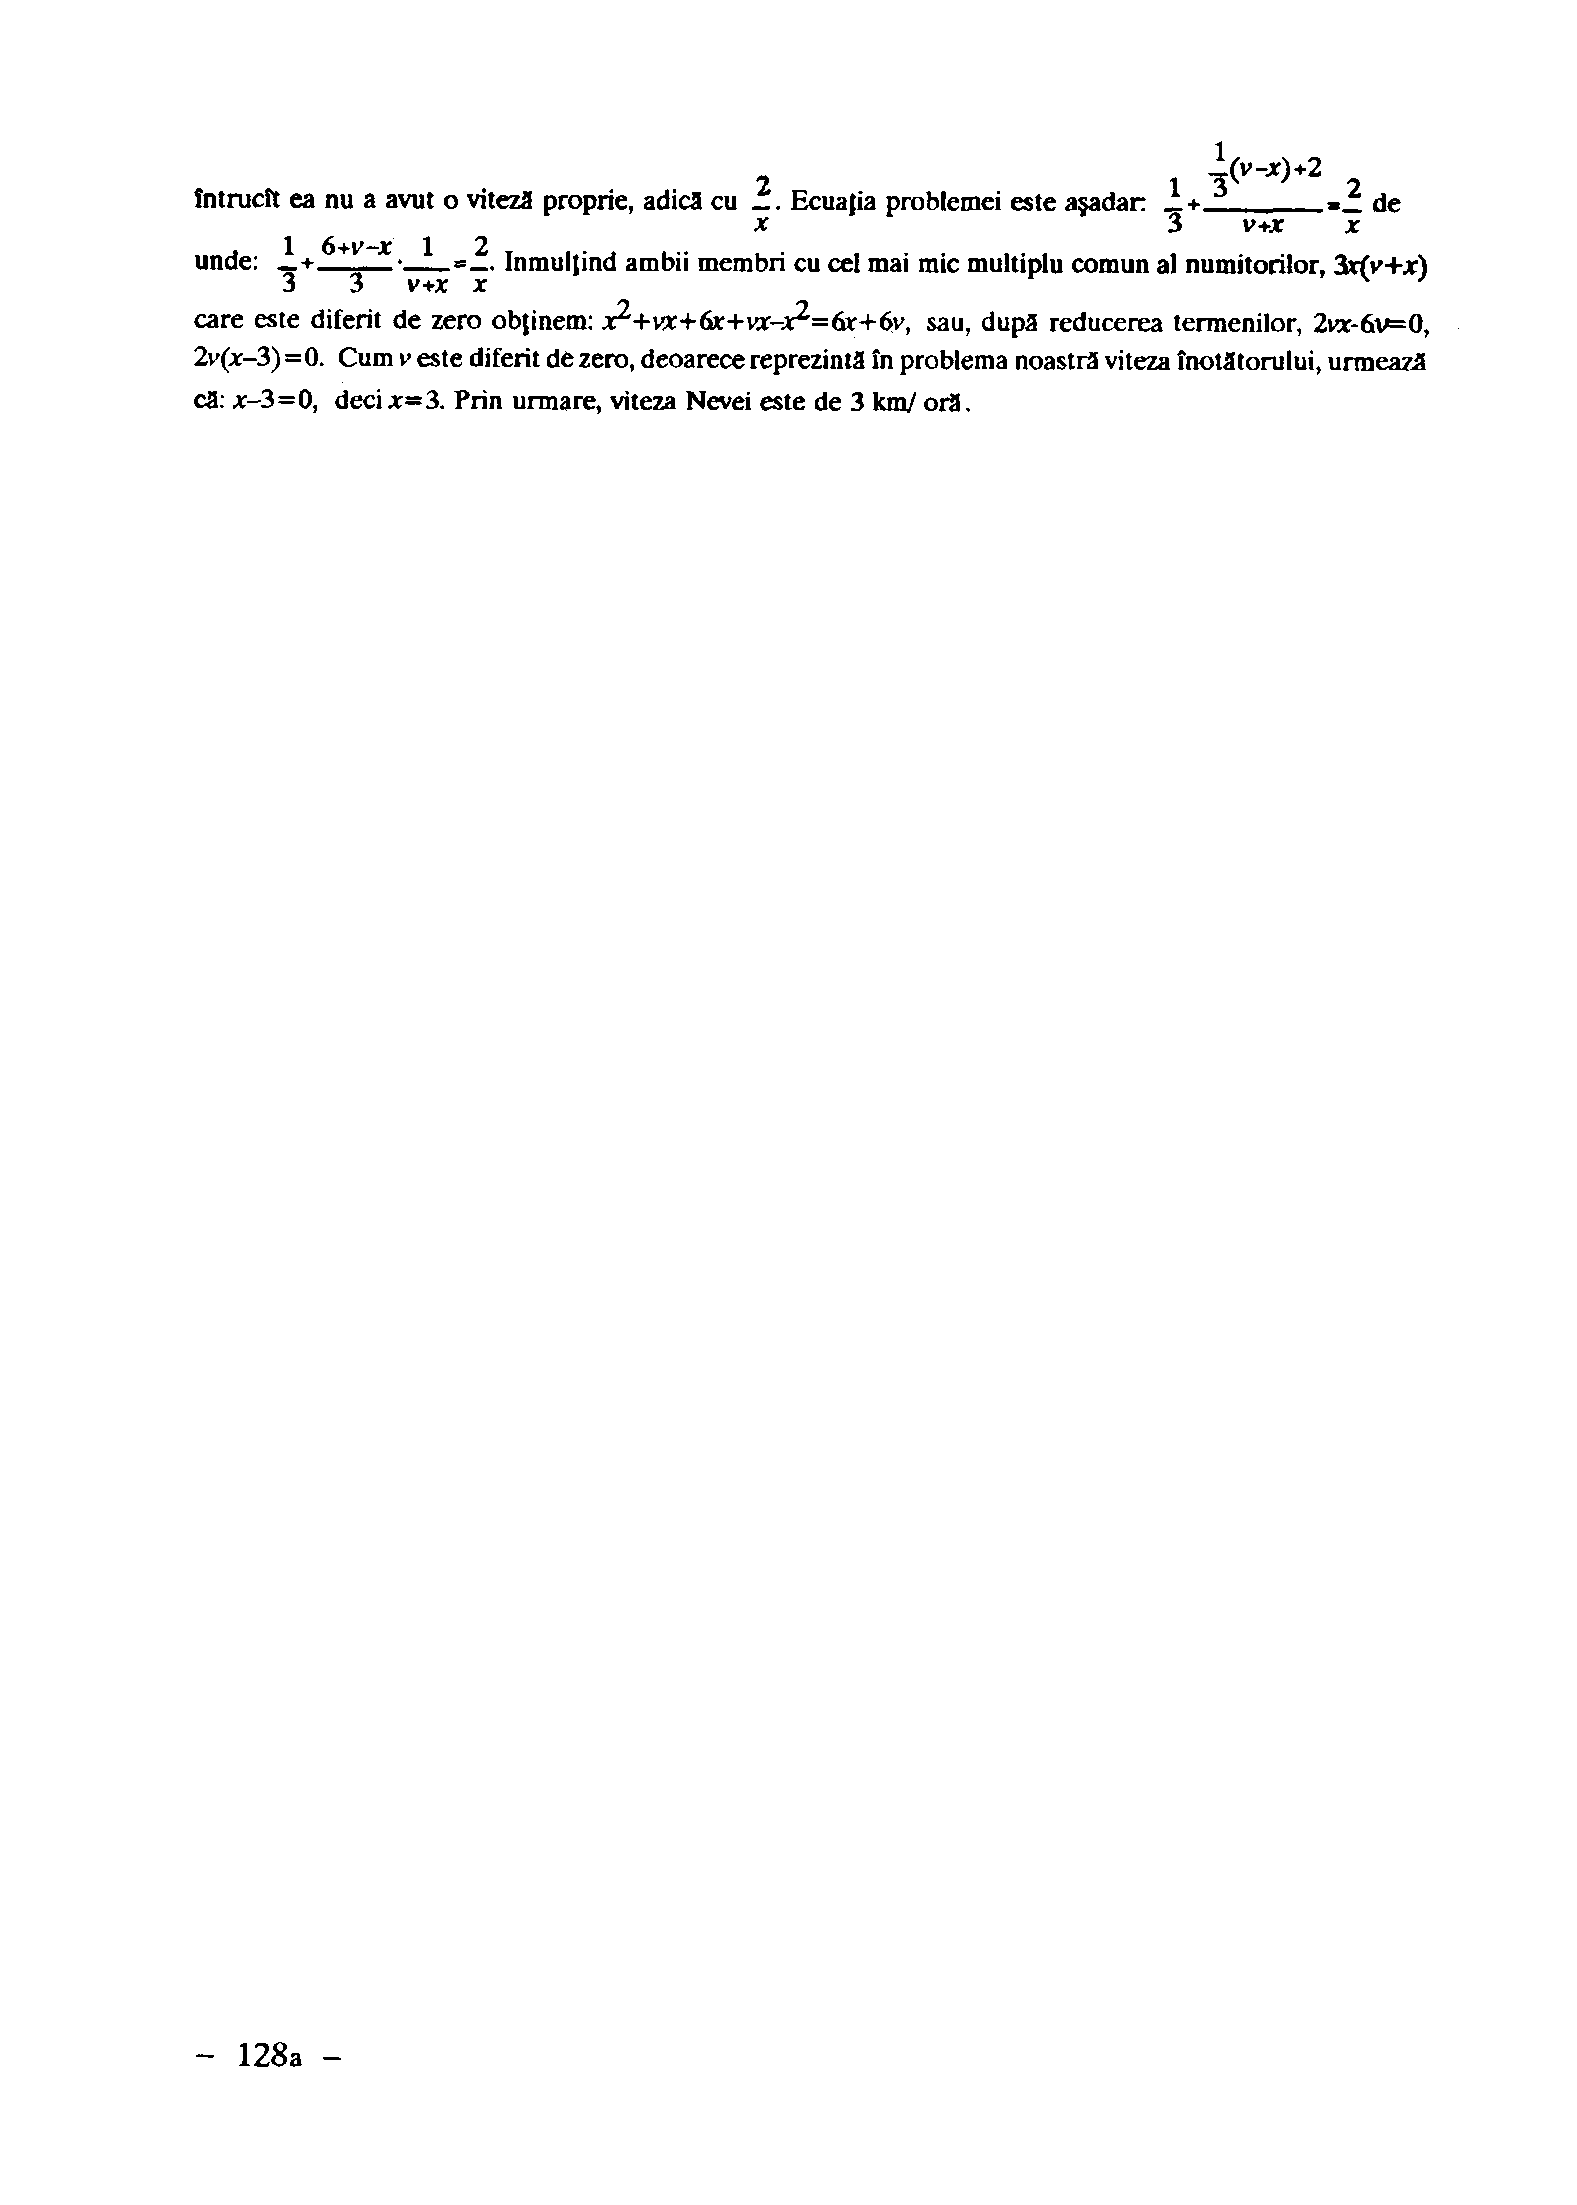 întrucît ea nu a avut o viteză proprie, adică cu 2/x. Ecuaţia problemei este aşadar: 1/3+(1/3(v-x)+2)/(v+x)=2/x de
unde: 1/3+(6+v-x)/3·1/(v+x)=2/x. Inmulţind ambii membri cu cel mai mic multiplu comun al numitorilor, 3x(v+x)
care este diferit de zero obţinem: x²+vx+6x+vx-x²=6x+6v, sau, după reducerea termenilor, 2vx-6v=0,
2v(x-3)=0. Cum v este diferit de zero, deoarece reprezintă în problema noastră viteza înotătorului, urmează
că: x-3=0, deci x=3. Prin urmare, viteza Nevei este de 3 km/ oră.
- 128a -